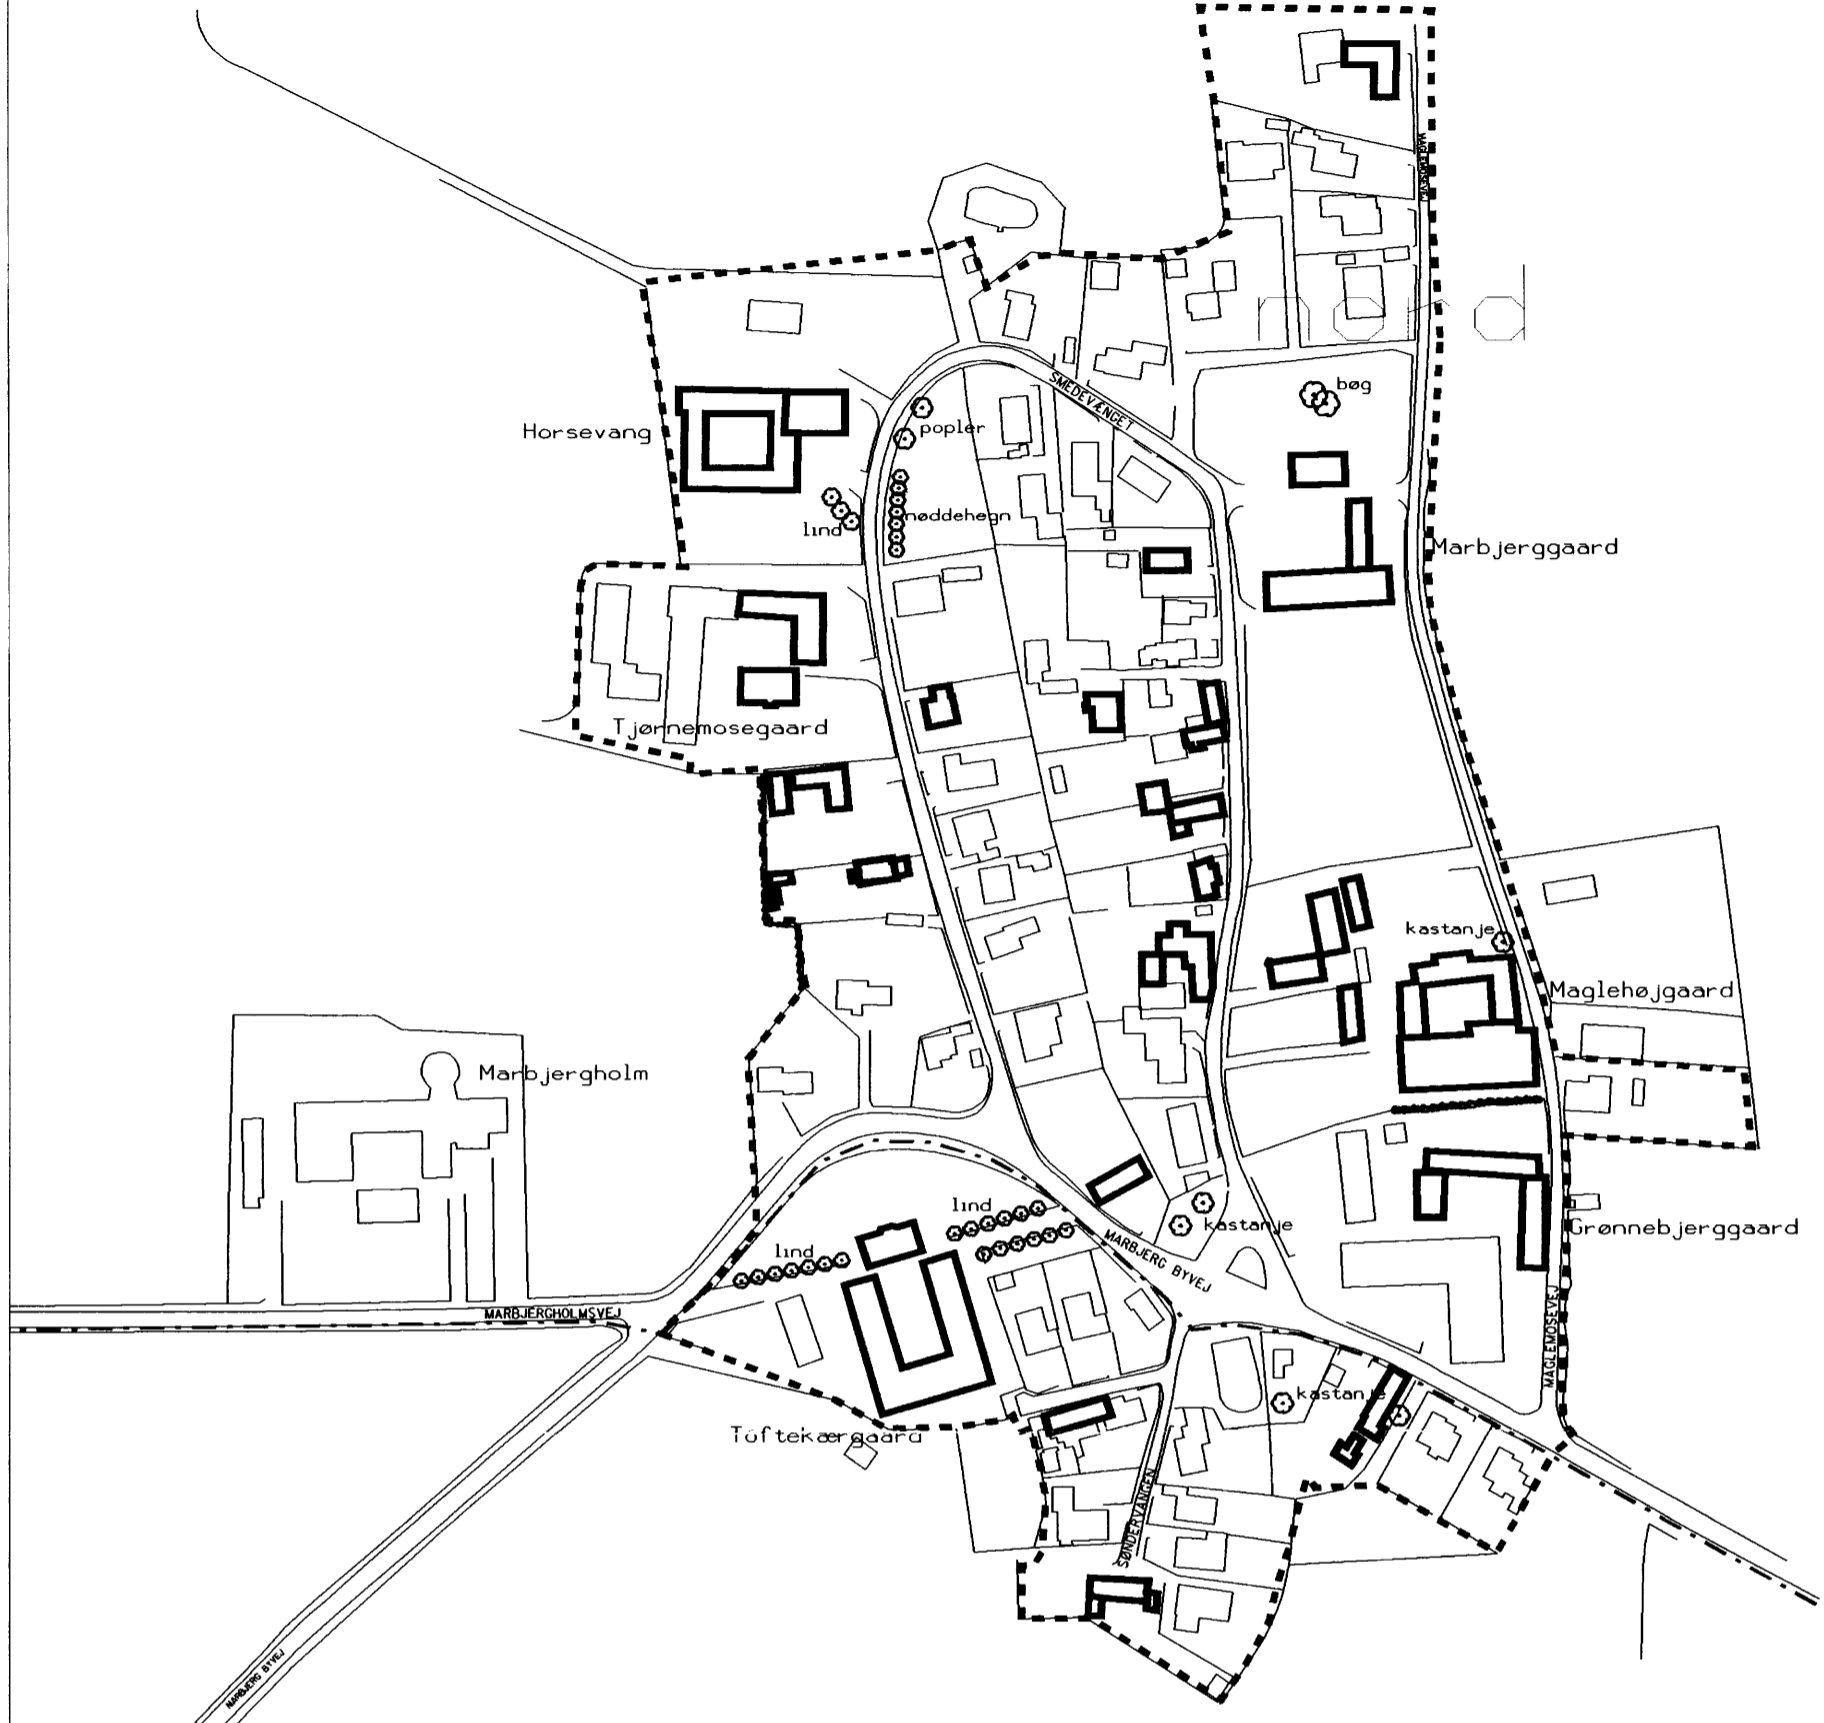 MAGLEMOSEVEJ
nord
SMEDEVÆNGET
bøg
popler
Horsevang
nøddehegn
lind
Marbjerggaard
Tjørnemosegaard
kastanje
Maglehøjgaard
Marbjergholm
lind
kastanje
Grønnebjerggaard
lind
MARBJERG BYVEJ
MARBJERGHOLMSVEJ
MAGLEMOSEVEJ
kastanje
Toftekærgaard
SØNDERVANGEN
MARBJERG BYVEJ